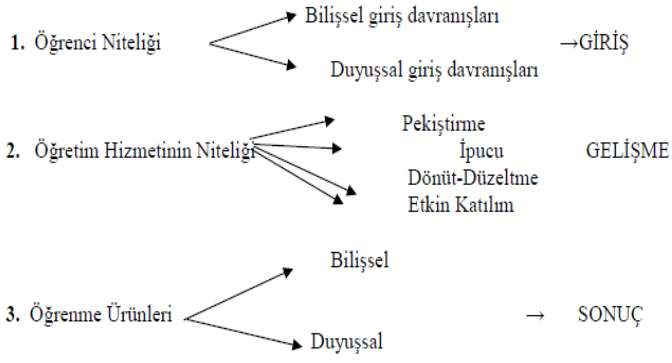 Bilişsel giriş davranışları
1. Öğrenci Niteliği →GİRİŞ
Duyuşsal giriş davranışları
Pekiştirme
2. Öğretim Hizmetinin Niteliği İpucu GELİŞME
Dönüt-Düzeltme
Etkin Katılım
Bilişsel
3. Öğrenme Ürünleri → SONUÇ
Duyuşsal